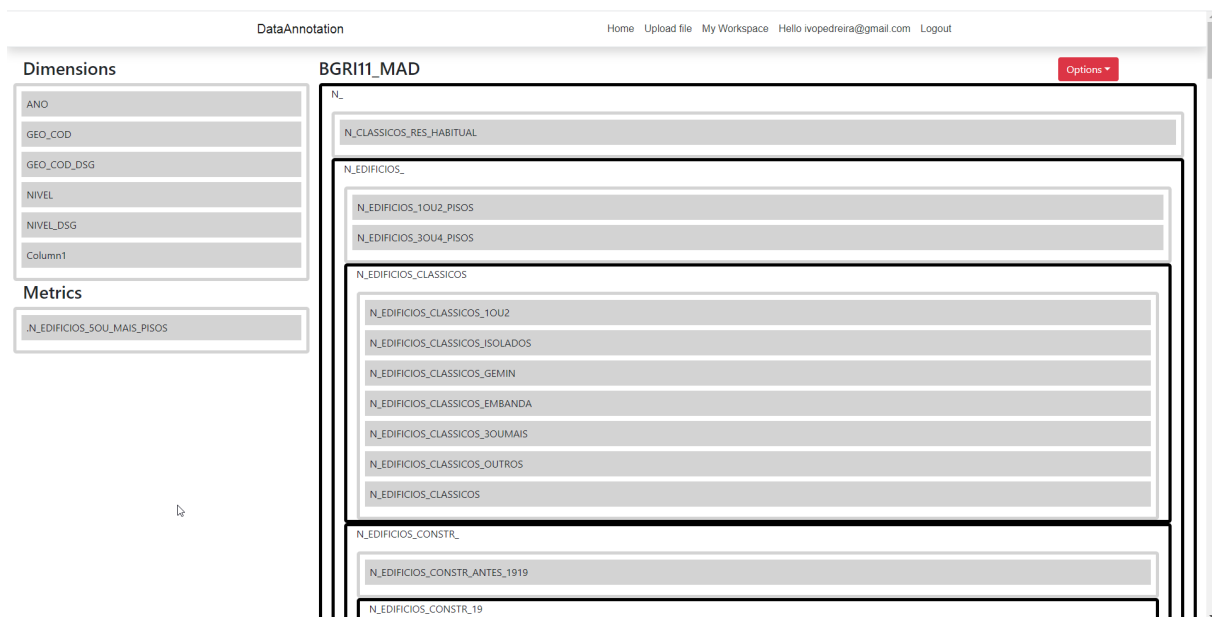 DataAnnotation
Home Upload file My Workspace Hello ivopedreira@gmail.com Logout
Dimensions
ANO
GEO_COD
GEO_COD_DSG
NIVEL
NIVEL_DSG
Column1
Metrics
.N_EDIFICIOS_5OU_MAIS_PISOS
BGRI11_MAD
Options
N_
N_CLASSICOS_RES_HABITUAL
N_EDIFICIOS_
N_EDIFICIOS_1OU2_PISOS
N_EDIFICIOS_3OU4_PISOS
N_EDIFICIOS_CLASSICOS
N_EDIFICIOS_CLASSICOS_1OU2
N_EDIFICIOS_CLASSICOS_ISOLADOS
N_EDIFICIOS_CLASSICOS_GEMIN
N_EDIFICIOS_CLASSICOS_EMBANDA
N_EDIFICIOS_CLASSICOS_3OUMAIS
N_EDIFICIOS_CLASSICOS_OUTROS
N_EDIFICIOS_CLASSICOS
N_EDIFICIOS_CONSTR_
N_EDIFICIOS_CONSTR_ANTES_1919
N_EDIFICIOS_CONSTR_19